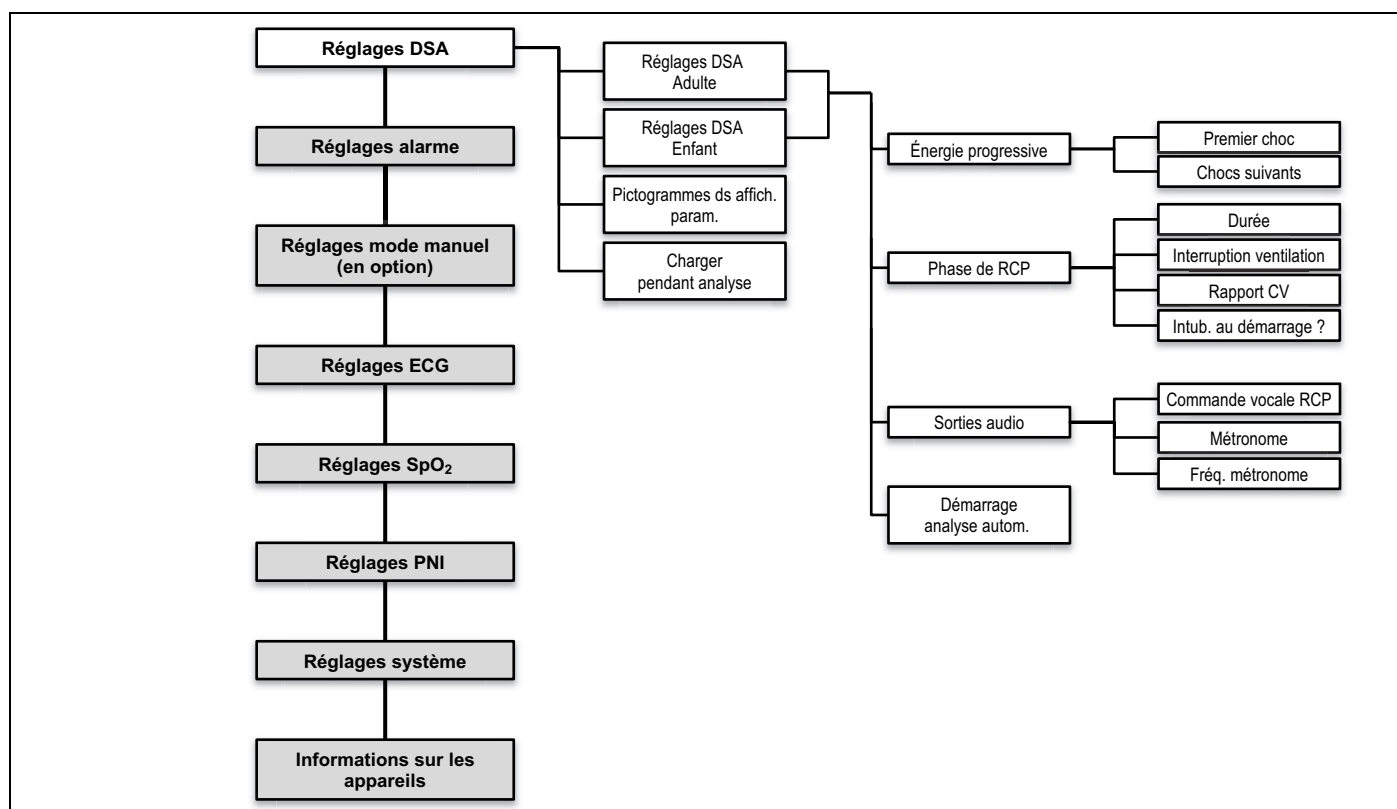 Réglages DSA
Réglages alarme
Réglages mode manuel
(en option)
Réglages ECG
Réglages SpO₂
Réglages PNI
Réglages système
Informations sur les
appareils
Réglages DSA
Adulte
Réglages DSA
Enfant
Pictogrammes ds affich.
param.
Charger
pendant analyse
Énergie progressive
Phase de RCP
Sorties audio
Démarrage
analyse autom.
Premier choc
Chocs suivants
Durée
Interruption ventilation
Rapport CV
Intub. au démarrage ?
Commande vocale RCP
Métronome
Fréq. métronome